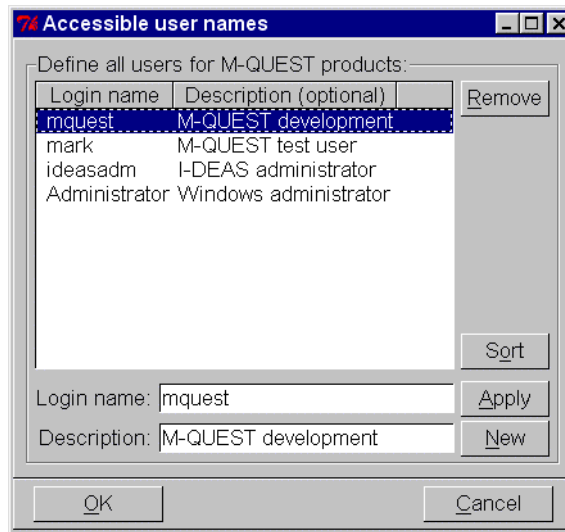 Accessible user names
Define all users for M-QUEST products:
Login name Description (optional)
Remove
mquest M-QUEST development
mark M-QUEST test user
ideasadm I-DEAS administrator
Administrator Windows administrator
Sort
Login name: mquest Apply
Description: M-QUEST development New
OK Cancel